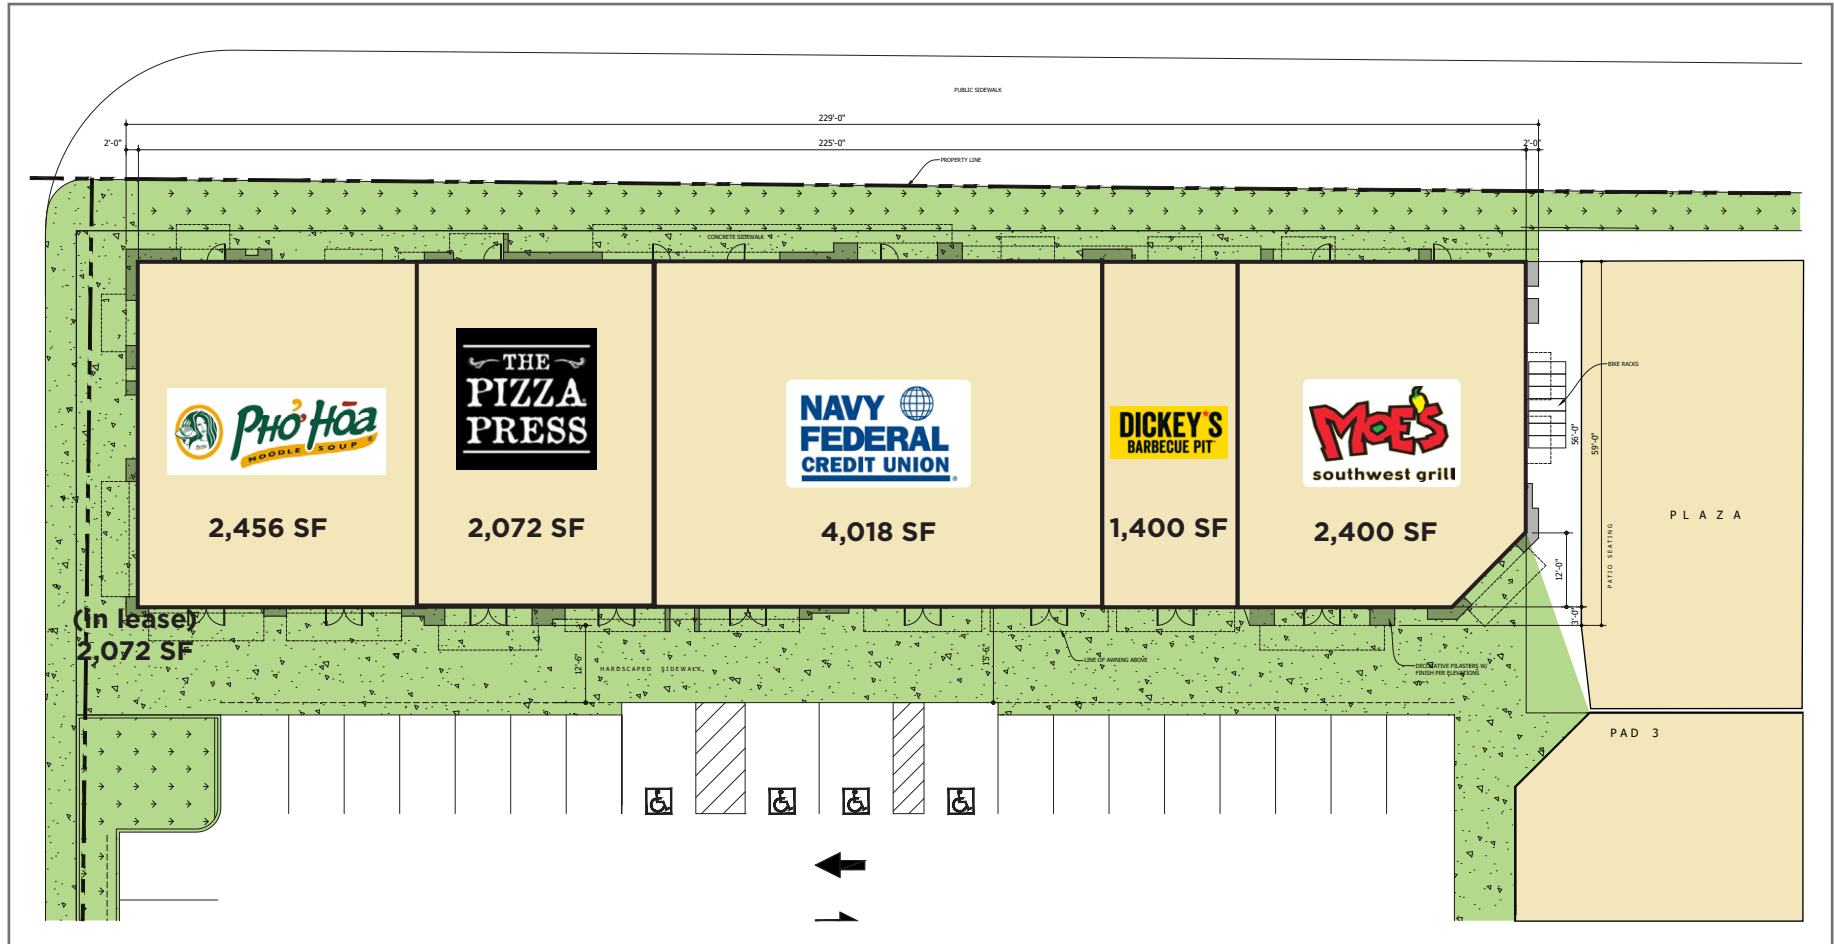 PUBLIC SIDEWALK
229'-0"
2'-0"
225'-0"
2'-0"
PROPERTY LINE
CONCRETE SIDEWALK
PHỞ HÒA
NOODLE SOUP
THE
PIZZA
PRESS
NAVY
FEDERAL
CREDIT UNION
DICKEY'S
BARBECUE PIT
MOE'S
southwest grill
2,456 SF
2,072 SF
4,018 SF
1,400 SF
2,400 SF
BIKE RACKS
56'-0"
59'-0"
PLAZA
PATIO SEATING
12'-0"
3'-0"
(in lease)
2,072 SF
12'-6"
HARDSCAPED SIDEWALK
15'-6"
LINE OF AWNING ABOVE
DECORATIVE PILASTERS W/
FINISH PER ELEVATIONS
PAD 3